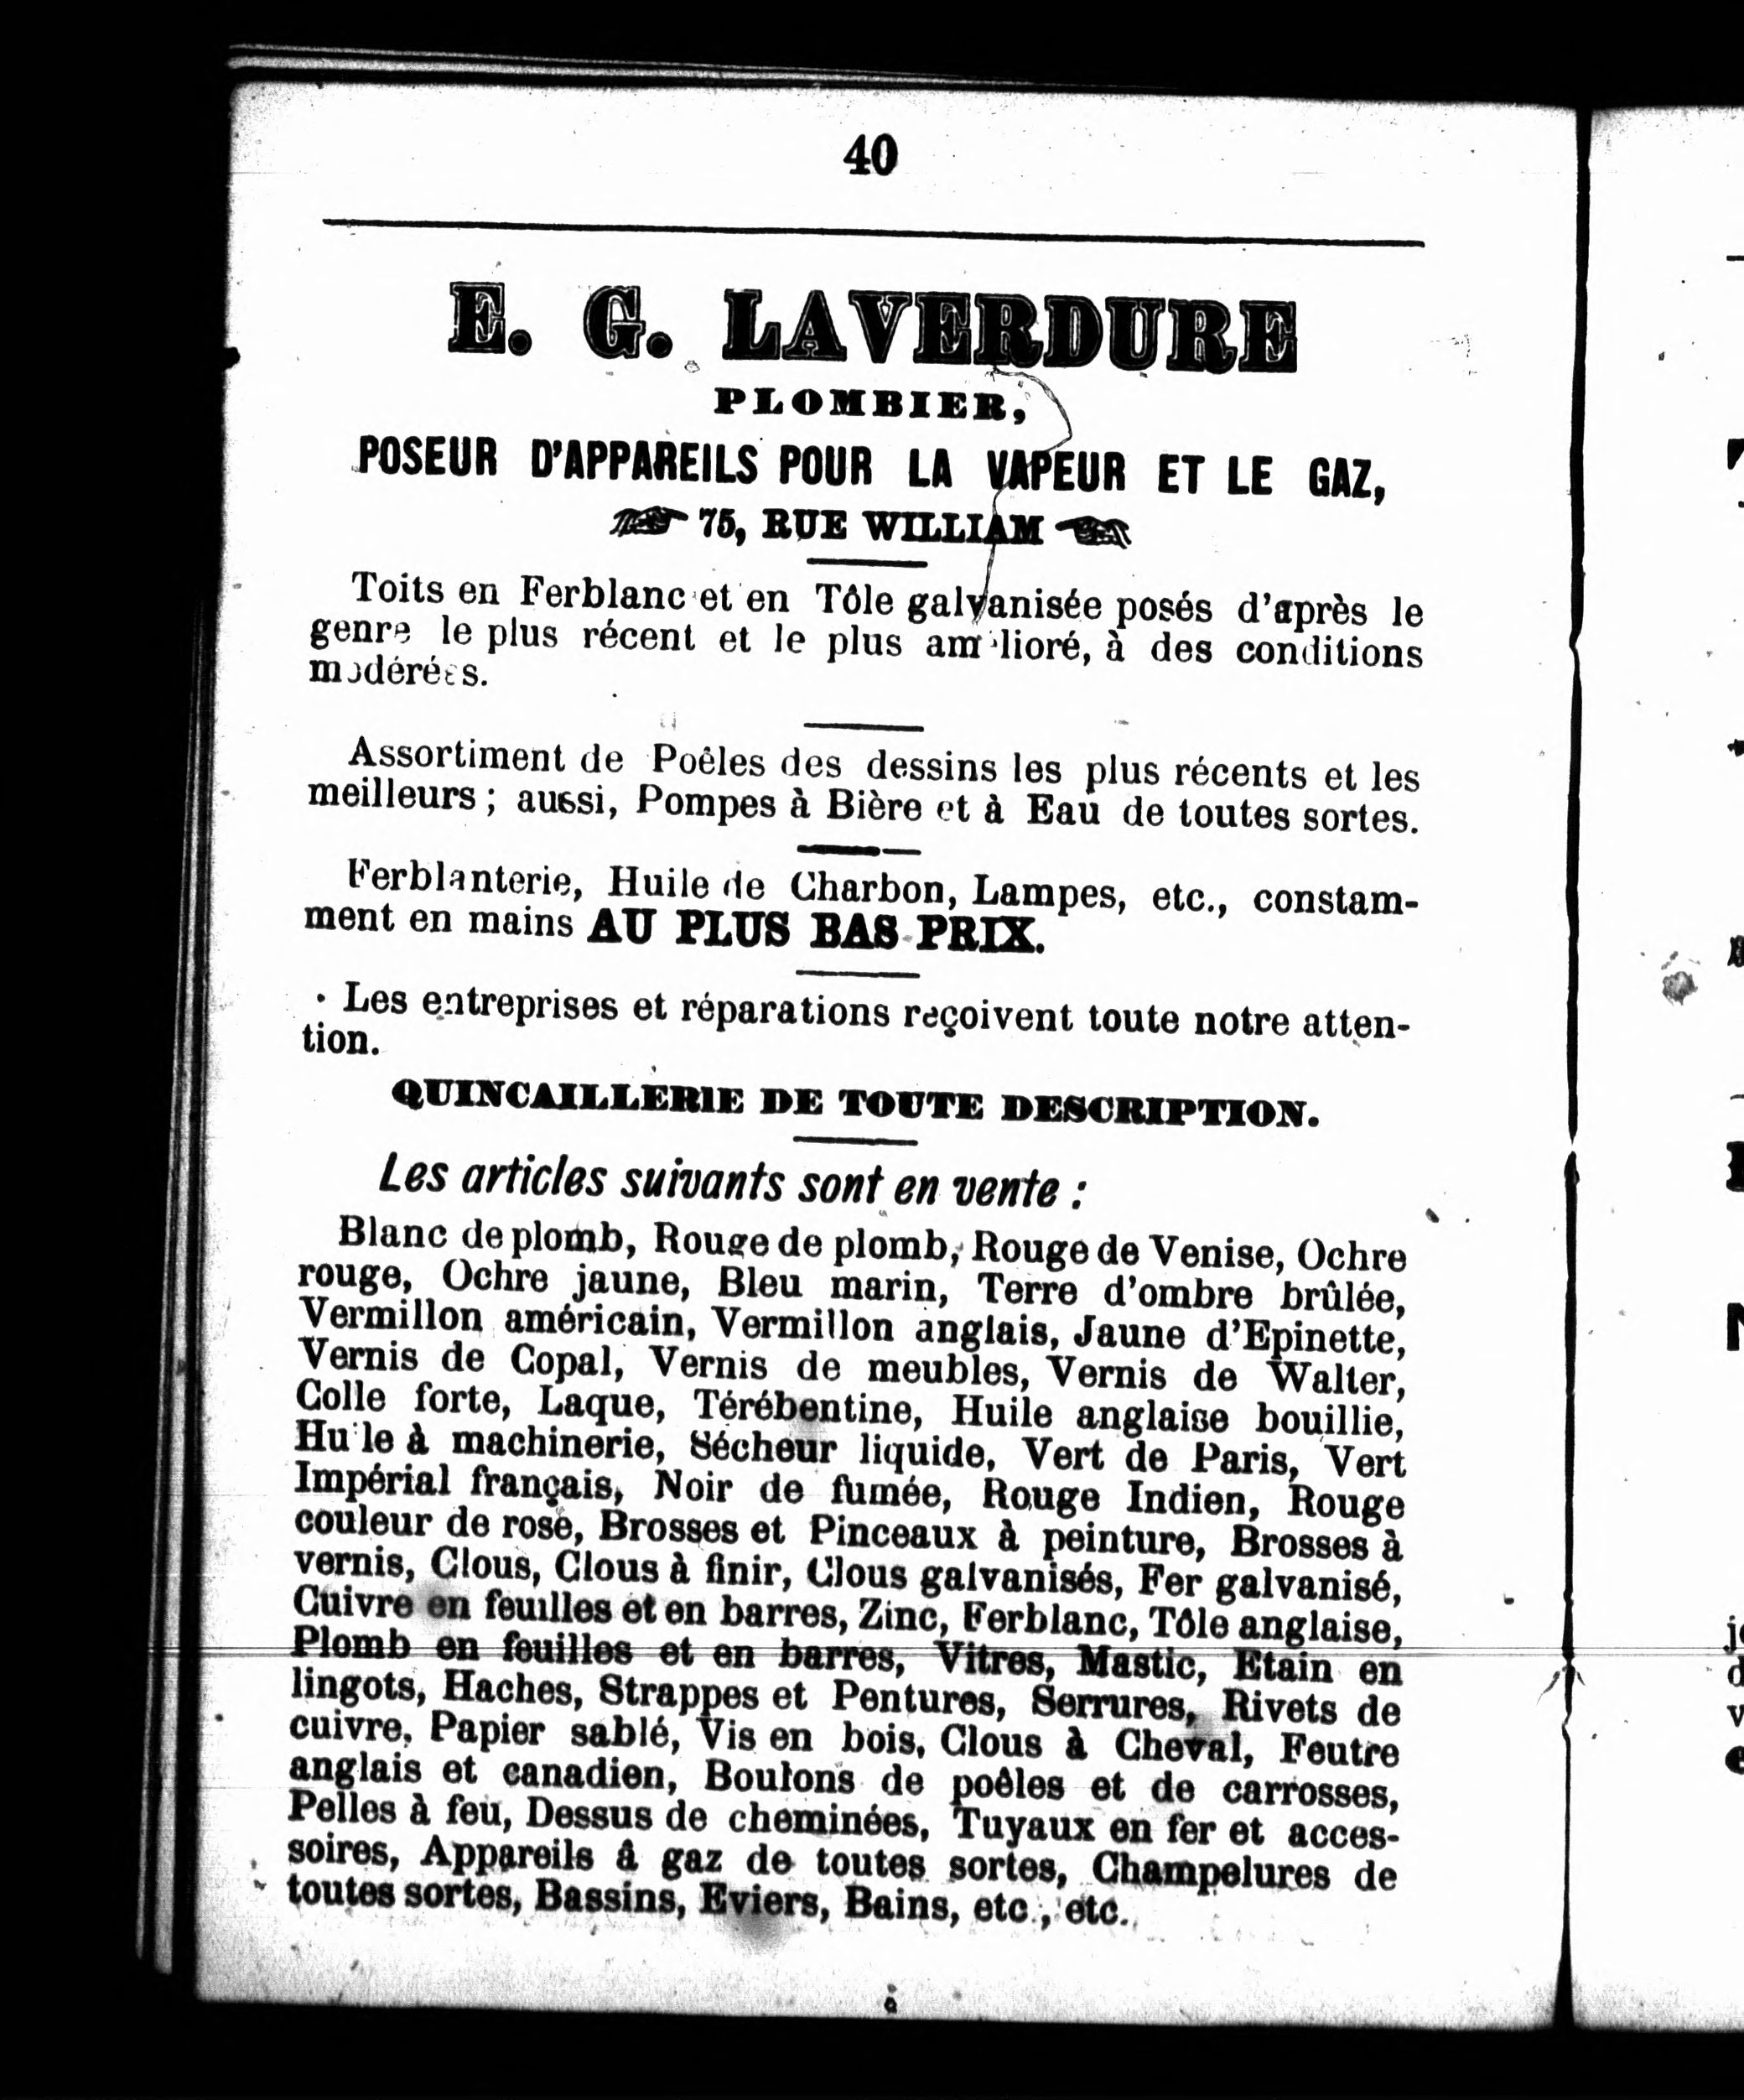 40
E. G. LAVERDURE
PLOMBIER,
POSEUR D'APPAREILS POUR LA VAPEUR ET LE GAZ,
75, RUE WILLIAM
Toits en Ferblanc et en Tôle galvanisée posés d'après le
genre le plus récent et le plus amélioré, à des conditions
modérées.
Assortiment de Poêles des dessins les plus récents et les
meilleurs ; aussi, Pompes à Bière et à Eau de toutes sortes.
Ferblanterie, Huile de Charbon, Lampes, etc., constam-
ment en mains AU PLUS BAS PRIX.
Les entreprises et réparations reçoivent toute notre atten-
tion.
QUINCAILLERIE DE TOUTE DESCRIPTION.
Les articles suivants sont en vente :
Blanc de plomb, Rouge de plomb, Rouge de Venise, Ochre
rouge, Ochre jaune, Bleu marin, Terre d'ombre brûlée,
Vermillon américain, Vermillon anglais, Jaune d'Epinette,
Vernis de Copal, Vernis de meubles, Vernis de Walter,
Colle forte, Laque, Térébentine, Huile anglaise bouillie,
Huile à machinerie, Sécheur liquide, Vert de Paris, Vert
Impérial français, Noir de fumée, Rouge Indien, Rouge
couleur de rose, Brosses et Pinceaux à peinture, Brosses à
vernis, Clous, Clous à finir, Clous galvanisés, Fer galvanisé,
Cuivre en feuilles et en barres, Zinc, Ferblanc, Tôle anglaise,
Plomb en feuilles et en barres, Vitres, Mastic, Etain en
lingots, Haches, Strappes et Pentures, Serrures, Rivets de
cuivre, Papier sablé, Vis en bois, Clous à Cheval, Feutre
anglais et canadien, Boulons de poêles et de carrosses,
Pelles à feu, Dessus de cheminées, Tuyaux en fer et acces-
soires, Appareils â gaz de toutes sortes, Champelures de
toutes sortes, Bassins, Eviers, Bains, etc., etc.